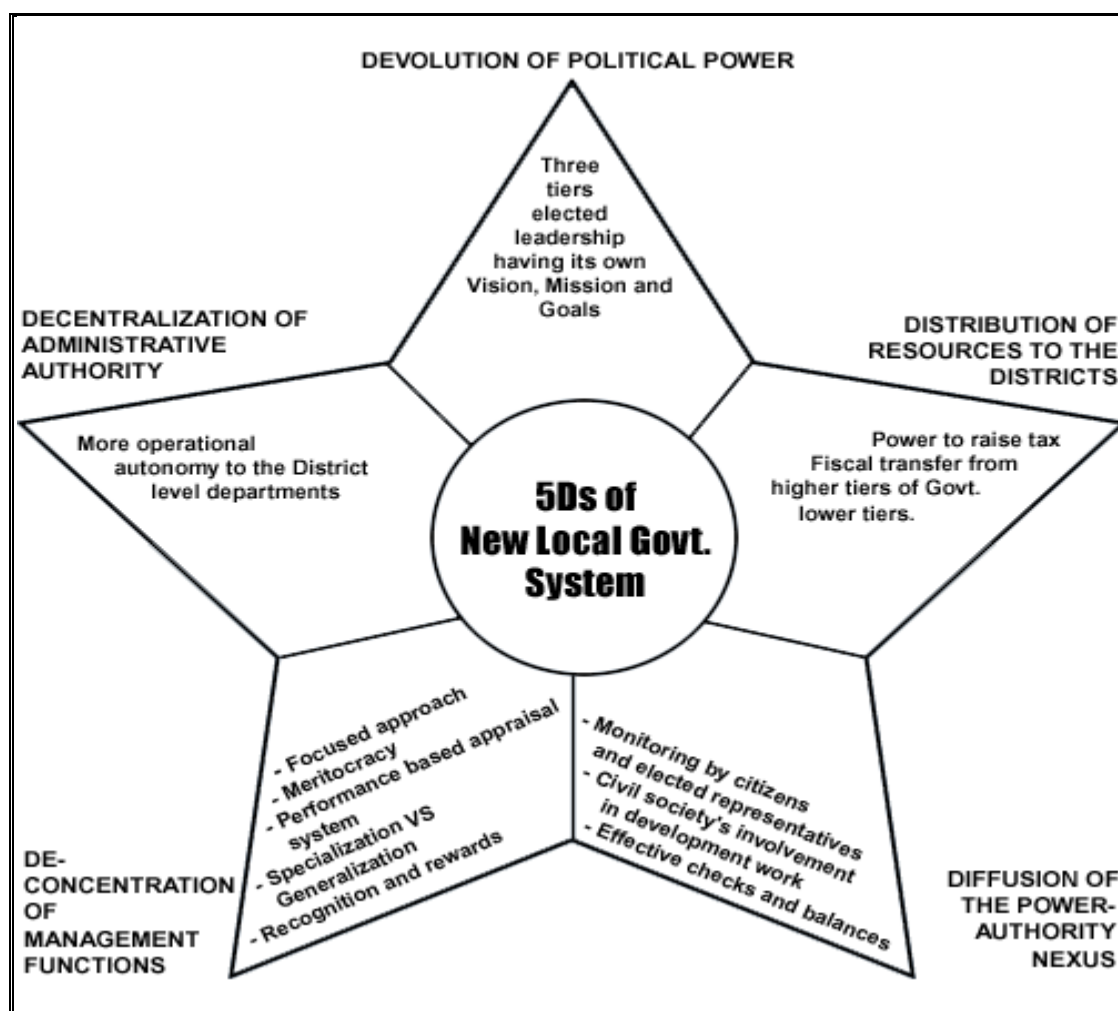 DEVOLUTION OF POLITICAL POWER
Three
tiers
elected
leadership
having its own
Vision, Mission and
Goals
DECENTRALIZATION OF
ADMINISTRATIVE
AUTHORITY
More operational
autonomy to the District
level departments
DISTRIBUTION OF
RESOURCES TO THE
DISTRICTS
Power to raise tax
Fiscal transfer from
higher tiers of Govt.
lower tiers.
5Ds of
New Local Govt.
System
DE-
CONCENTRATION
OF
MANAGEMENT
FUNCTIONS
- Focused approach
- Meritocracy
- Performance based appraisal
system
- Specialization VS
Generalization
- Recognition and rewards
- Monitoring by citizens
and elected representatives
- Civil society's involvement
in development work
- Effective checks and balances
DIFFUSION OF
THE POWER-
AUTHORITY
NEXUS